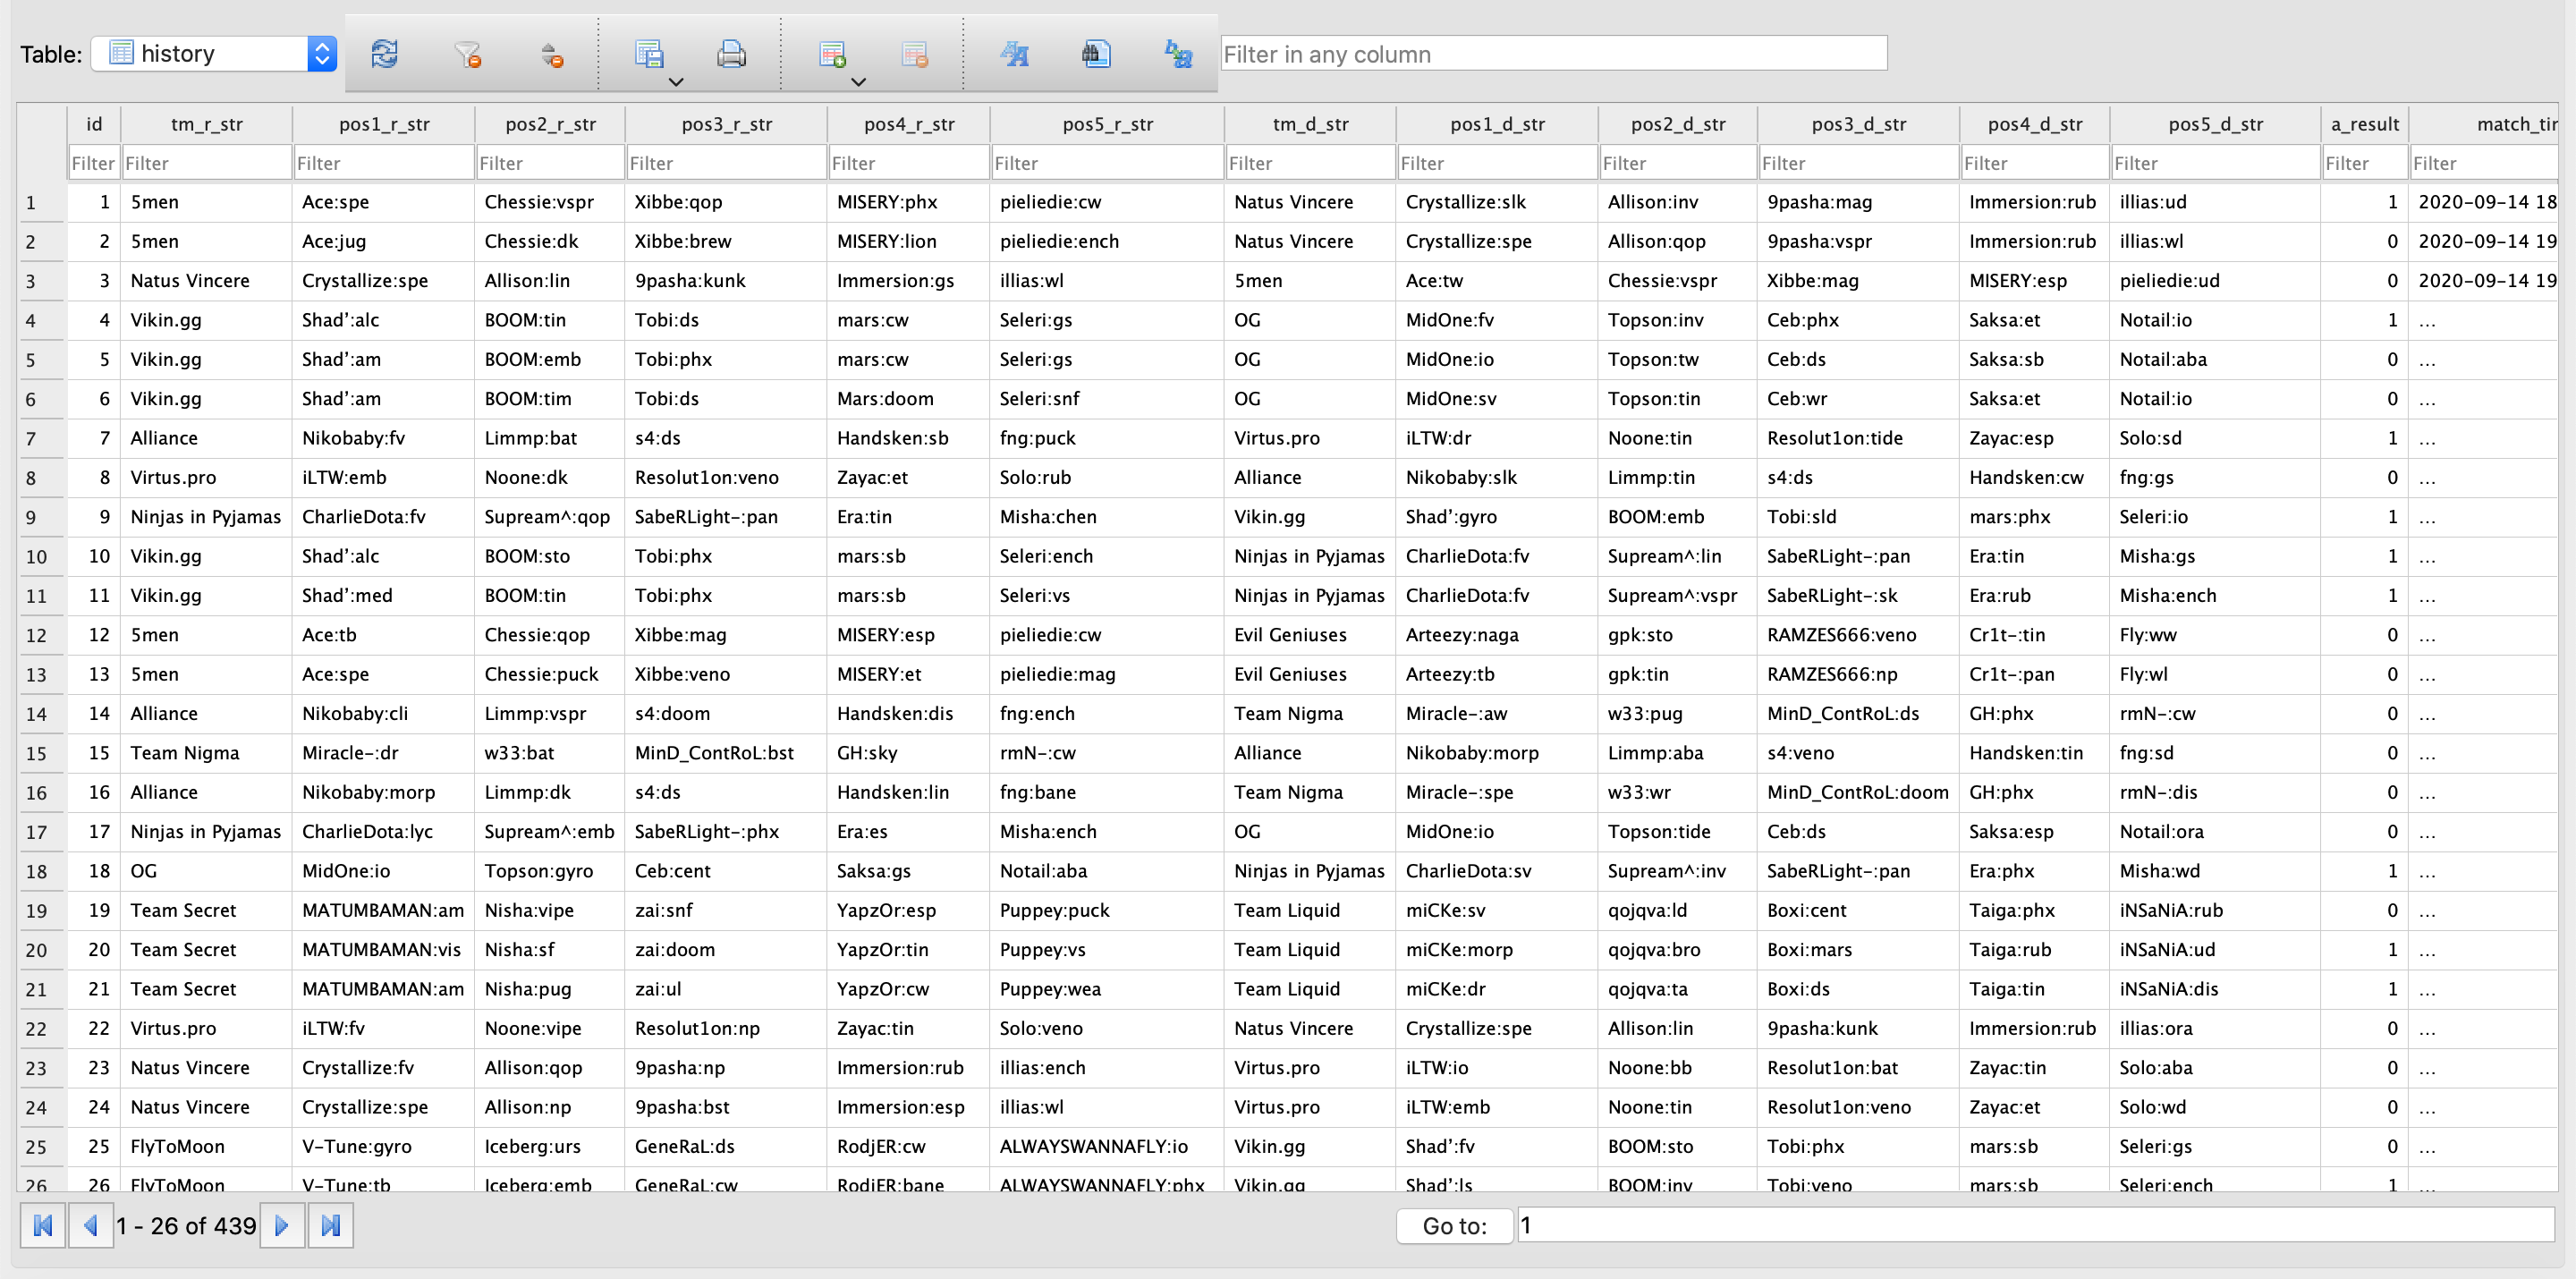 Table: history Filter in any column
id tm_r_str pos1_r_str pos2_r_str pos3_r_str pos4_r_str pos5_r_str tm_d_str pos1_d_str pos2_d_str pos3_d_str pos4_d_str pos5_d_str a_result match_tir
Filter Filter Filter Filter Filter Filter Filter Filter Filter Filter Filter Filter Filter Filter Filter
1 1 5men Ace:spe Chessie:vspr Xibbe:qop MISERY:phx pieliedie:cw Natus Vincere Crystallize:slk Allison:inv 9pasha:mag Immersion:rub illias:ud 1 2020-09-14 18
2 2 5men Ace:jug Chessie:dk Xibbe:brew MISERY:lion pieliedie:ench Natus Vincere Crystallize:spe Allison:qop 9pasha:vspr Immersion:rub illias:wl 0 2020-09-14 19
3 3 Natus Vincere Crystallize:spe Allison:lin 9pasha:kunk Immersion:gs illias:wl 5men Ace:tw Chessie:vspr Xibbe:mag MISERY:esp pieliedie:ud 0 2020-09-14 19
4 4 Vikin.gg Shad’:alc BOOM:tin Tobi:ds mars:cw Seleri:gs OG MidOne:fv Topson:inv Ceb:phx Saksa:et Notail:io 1 ...
5 5 Vikin.gg Shad’:am BOOM:emb Tobi:phx mars:cw Seleri:gs OG MidOne:io Topson:tw Ceb:ds Saksa:sb Notail:aba 0 ...
6 6 Vikin.gg Shad’:am BOOM:tim Tobi:ds Mars:doom Seleri:snf OG MidOne:sv Topson:tin Ceb:wr Saksa:et Notail:io 0 ...
7 7 Alliance Nikobaby:fv Limmp:bat s4:ds Handsken:sb fng:puck Virtus.pro iLTW:dr Noone:tin Resolut1on:tide Zayac:esp Solo:sd 1 ...
8 8 Virtus.pro iLTW:emb Noone:dk Resolut1on:veno Zayac:et Solo:rub Alliance Nikobaby:slk Limmp:tin s4:ds Handsken:cw fng:gs 0 ...
9 9 Ninjas in Pyjamas CharlieDota:fv Supream^:qop SabeRLight-:pan Era:tin Misha:chen Vikin.gg Shad’:gyro BOOM:emb Tobi:sld mars:phx Seleri:io 1 ...
10 10 Vikin.gg Shad’:alc BOOM:sto Tobi:phx mars:sb Seleri:ench Ninjas in Pyjamas CharlieDota:fv Supream^:lin SabeRLight-:pan Era:tin Misha:gs 1 ...
11 11 Vikin.gg Shad’:med BOOM:tin Tobi:phx mars:sb Seleri:vs Ninjas in Pyjamas CharlieDota:fv Supream^:vspr SabeRLight-:sk Era:rub Misha:ench 1 ...
12 12 5men Ace:tb Chessie:qop Xibbe:mag MISERY:esp pieliedie:cw Evil Geniuses Arteezy:naga gpk:sto RAMZES666:veno Cr1t-:tin Fly:ww 0 ...
13 13 5men Ace:spe Chessie:puck Xibbe:veno MISERY:et pieliedie:mag Evil Geniuses Arteezy:tb gpk:tin RAMZES666:np Cr1t-:pan Fly:wl 0 ...
14 14 Alliance Nikobaby:cli Limmp:vspr s4:doom Handsken:dis fng:ench Team Nigma Miracle-:aw w33:pug MinD_ContRoL:ds GH:phx rmN-:cw 0 ...
15 15 Team Nigma Miracle-:dr w33:bat MinD_ContRoL:bst GH:sky rmN-:cw Alliance Nikobaby:morp Limmp:aba s4:veno Handsken:tin fng:sd 0 ...
16 16 Alliance Nikobaby:morp Limmp:dk s4:ds Handsken:lin fng:bane Team Nigma Miracle-:spe w33:wr MinD_ContRoL:doom GH:phx rmN-:dis 0 ...
17 17 Ninjas in Pyjamas CharlieDota:lyc Supream^:emb SabeRLight-:phx Era:es Misha:ench OG MidOne:io Topson:tide Ceb:ds Saksa:esp Notail:ora 0 ...
18 18 OG MidOne:io Topson:gyro Ceb:cent Saksa:gs Notail:aba Ninjas in Pyjamas CharlieDota:sv Supream^:inv SabeRLight-:pan Era:phx Misha:wd 1 ...
19 19 Team Secret MATUMBAMAN:am Nisha:vipe zai:snf YapzOr:esp Puppey:puck Team Liquid miCKe:sv qojqva:ld Boxi:cent Taiga:phx iNSaNiA:rub 0 ...
20 20 Team Secret MATUMBAMAN:vis Nisha:sf zai:doom YapzOr:tin Puppey:vs Team Liquid miCKe:morp qojqva:bro Boxi:mars Taiga:rub iNSaNiA:ud 1 ...
21 21 Team Secret MATUMBAMAN:am Nisha:pug zai:ul YapzOr:cw Puppey:wea Team Liquid miCKe:dr qojqva:ta Boxi:ds Taiga:tin iNSaNiA:dis 1 ...
22 22 Virtus.pro iLTW:fv Noone:vipe Resolut1on:np Zayac:tin Solo:veno Natus Vincere Crystallize:spe Allison:lin 9pasha:kunk Immersion:rub illias:ora 0 ...
23 23 Natus Vincere Crystallize:fv Allison:qop 9pasha:np Immersion:rub illias:ench Virtus.pro iLTW:io Noone:bb Resolut1on:bat Zayac:tin Solo:aba 0 ...
24 24 Natus Vincere Crystallize:spe Allison:np 9pasha:bst Immersion:esp illias:wl Virtus.pro iLTW:emb Noone:tin Resolut1on:veno Zayac:et Solo:wd 0 ...
25 25 FlyToMoon V-Tune:gyro Iceberg:urs GeneRaL:ds RodjER:cw ALWAYSWANNAFLY:io Vikin.gg Shad’:fv BOOM:sto Tobi:phx mars:sb Seleri:gs 0 ...
26 26 FlyToMoon V-Tune:tb Iceberg:emb GeneRaL:cw RodjER:bane ALWAYSWANNAFLY:phx Vikin.gg Shad’:ls BOOM:inv Tobi:veno mars:sb Seleri:ench 1 ...
1 - 26 of 439 Go to: 1